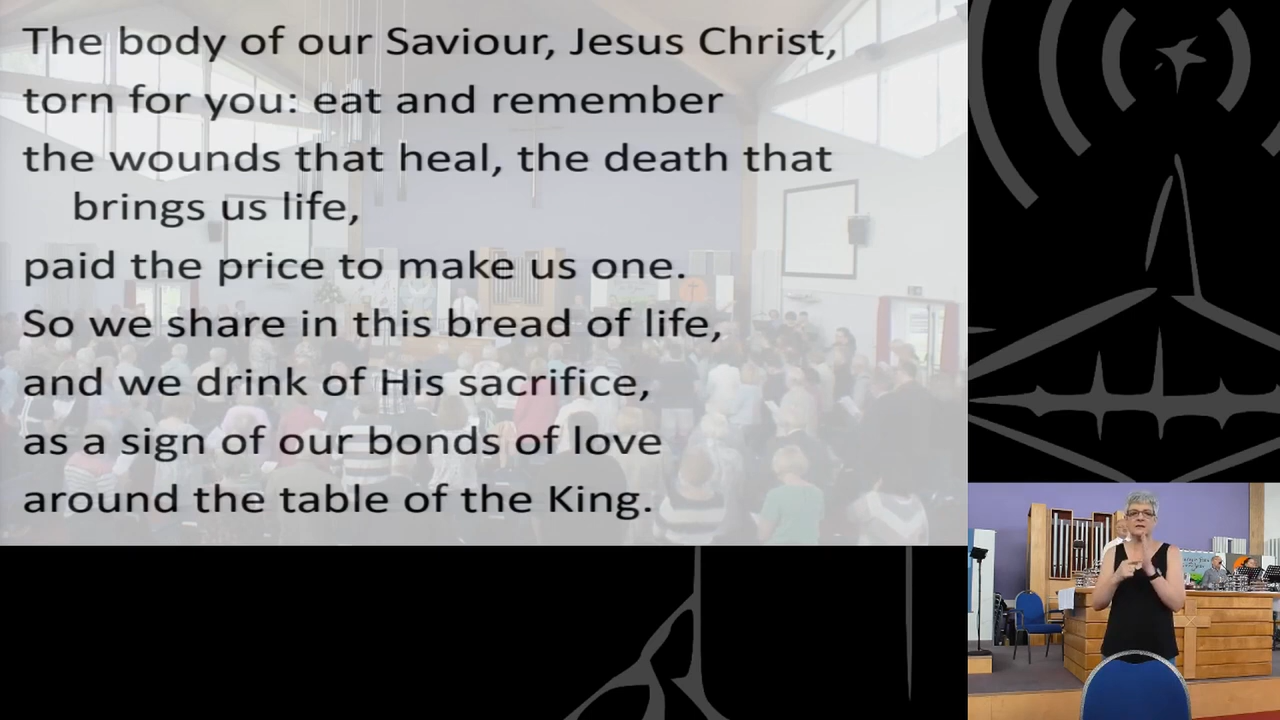 The body of our Saviour, Jesus Christ,
torn for you: eat and remember
the wounds that heal, the death that
brings us life,
paid the price to make us one.
So we share in this bread of life,
and we drink of His sacrifice,
as a sign of our bonds of love
around the table of the King.